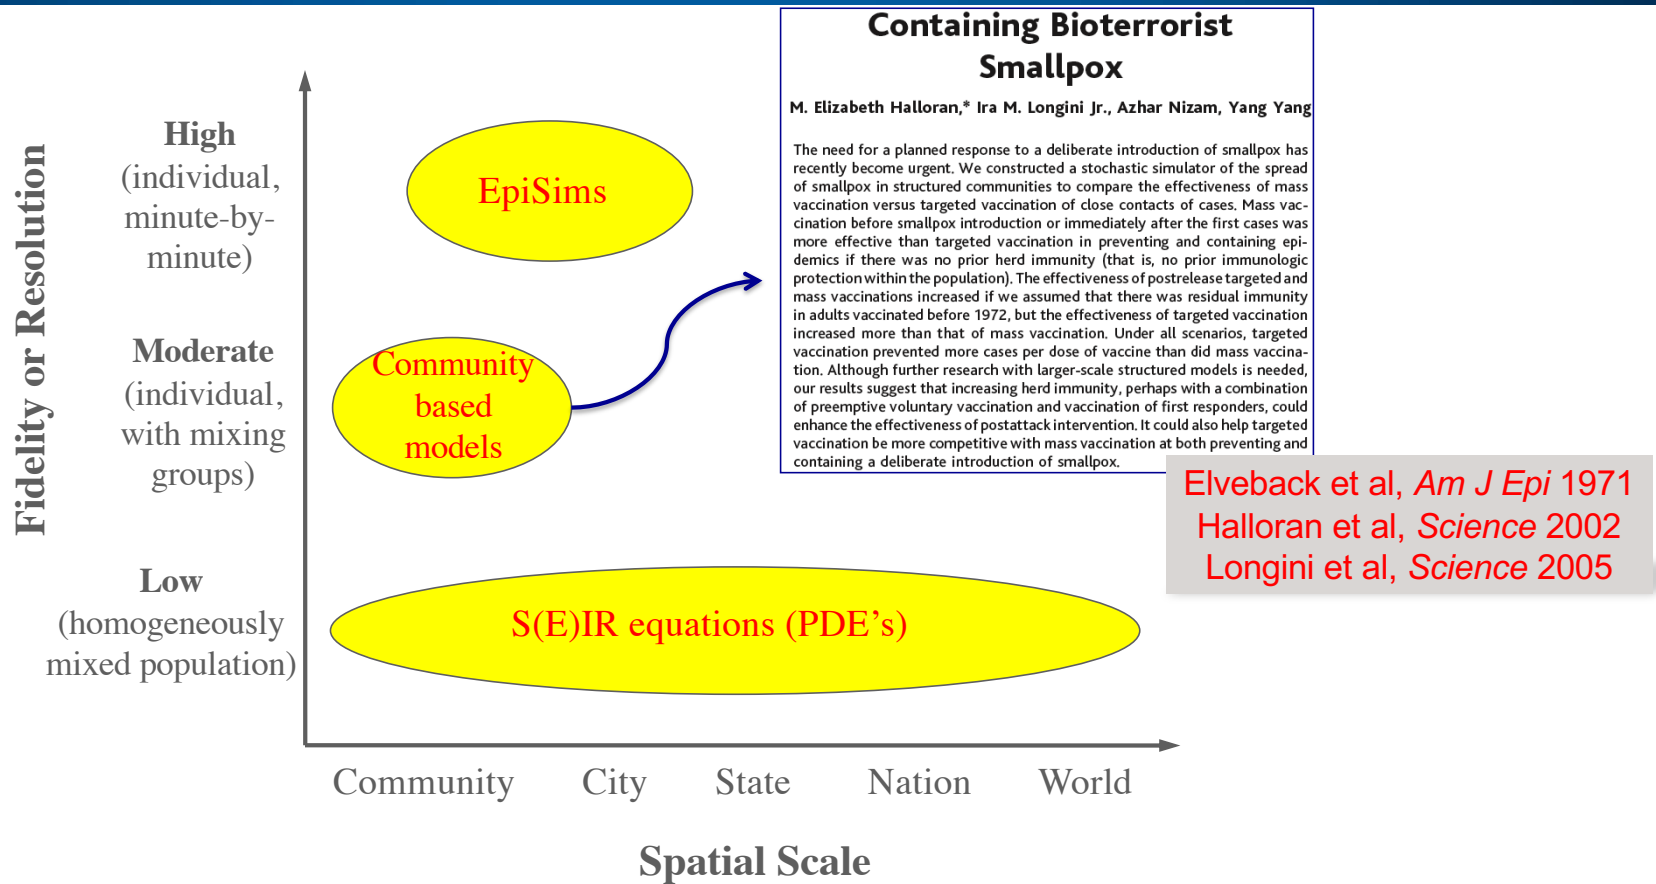 Containing Bioterrorist
Smallpox
M. Elizabeth Halloran,* Ira M. Longini Jr., Azhar Nizam, Yang Yang
The need for a planned response to a deliberate introduction of smallpox has
recently become urgent. We constructed a stochastic simulator of the spread
of smallpox in structured communities to compare the effectiveness of mass
vaccination versus targeted vaccination of close contacts of cases. Mass vac-
cination before smallpox introduction or immediately after the first cases was
more effective than targeted vaccination in preventing and containing epi-
demics if there was no prior herd immunity (that is, no prior immunologic
protection within the population). The effectiveness of postrelease targeted and
mass vaccinations increased if we assumed that there was residual immunity
in adults vaccinated before 1972, but the effectiveness of targeted vaccination
increased more than that of mass vaccination. Under all scenarios, targeted
vaccination prevented more cases per dose of vaccine than did mass vaccina-
tion. Although further research with larger-scale structured models is needed,
our results suggest that increasing herd immunity, perhaps with a combination
of preemptive voluntary vaccination and vaccination of first responders, could
enhance the effectiveness of postattack intervention. It could also help targeted
vaccination be more competitive with mass vaccination at both preventing and
containing a deliberate introduction of smallpox.
Elveback et al, Am J Epi 1971
Halloran et al, Science 2002
Longini et al, Science 2005
Fidelity or Resolution
High
(individual,
minute-by-
minute)
EpiSims
Moderate
(individual,
with mixing
groups)
Community
based
models
Low
(homogeneously
mixed population)
S(E)IR equations (PDE's)
Community City State Nation World
Spatial Scale